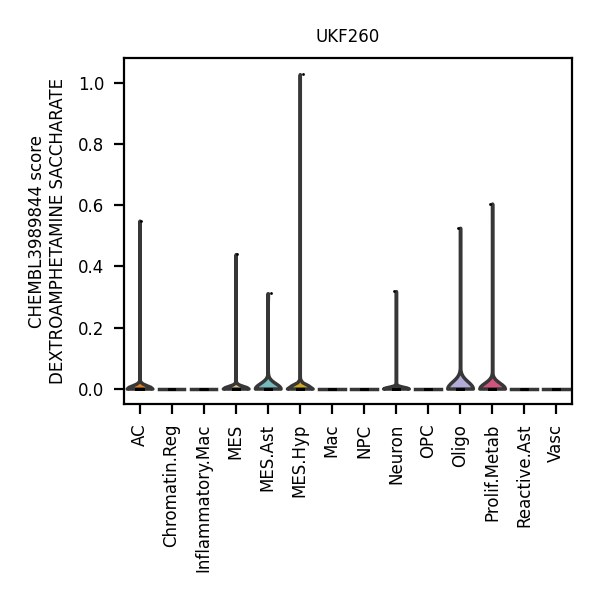 UKF260
CHEMBL3989844 score
DEXTROAMPHETAMINE SACCHARATE
1.0
0.8
0.6
0.4
0.2
0.0
AC
Chromatin.Reg
Inflammatory.Mac
MES
MES.Ast
MES.Hyp
Mac
NPC
Neuron
OPC
Oligo
Prolif.Metab
Reactive.Ast
Vasc